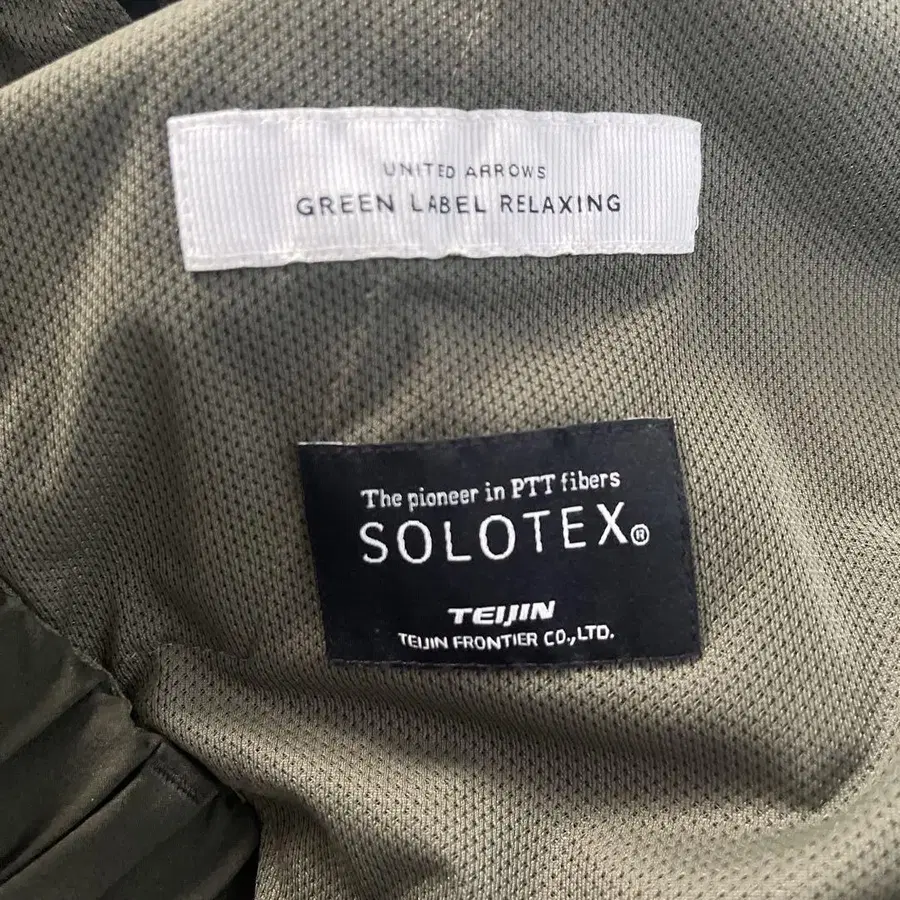 UNITED ARROWS
GREEN LABEL RELAXING
The pioneer in PTT fibers
SOLOTEX®
TEIJIN
TEIJIN FRONTIER CO.,LTD.